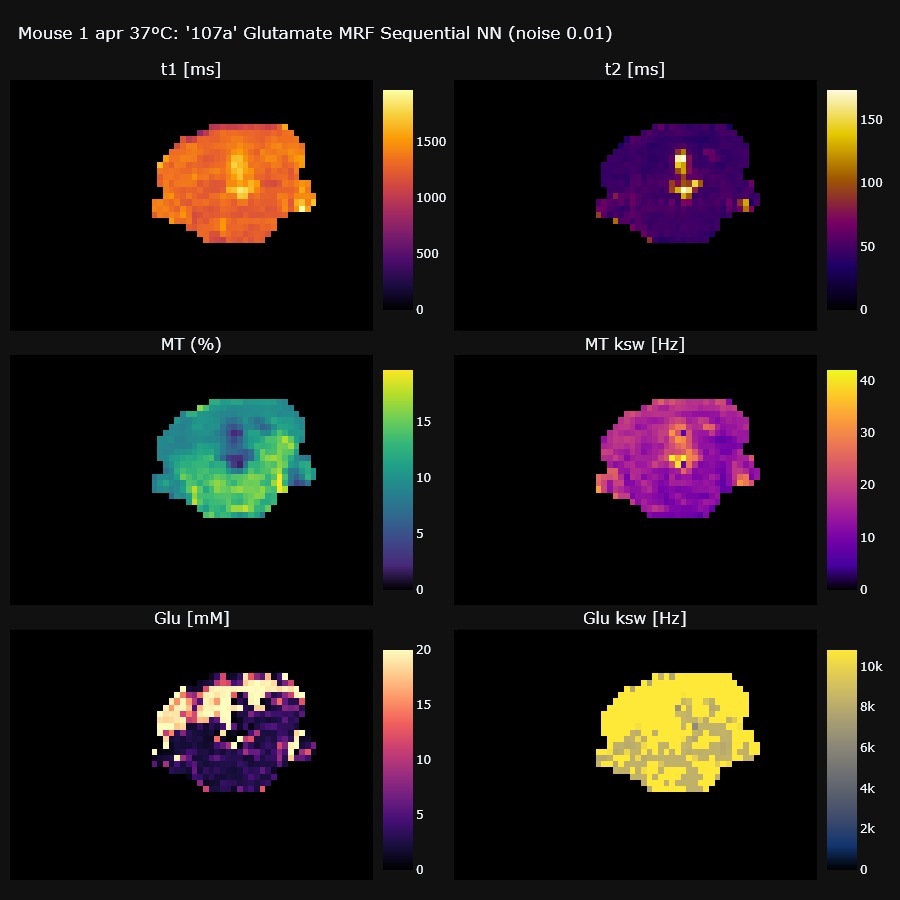 Mouse 1 apr 37ºC: '107a' Glutamate MRF Sequential NN (noise 0.01)
t1 [ms]
t2 [ms]
1500
1000
500
0
150
100
50
0
MT (%)
MT ksw [Hz]
15
10
5
0
40
30
20
10
0
Glu [mM]
Glu ksw [Hz]
20
15
10
5
0
10k
8k
6k
4k
2k
0